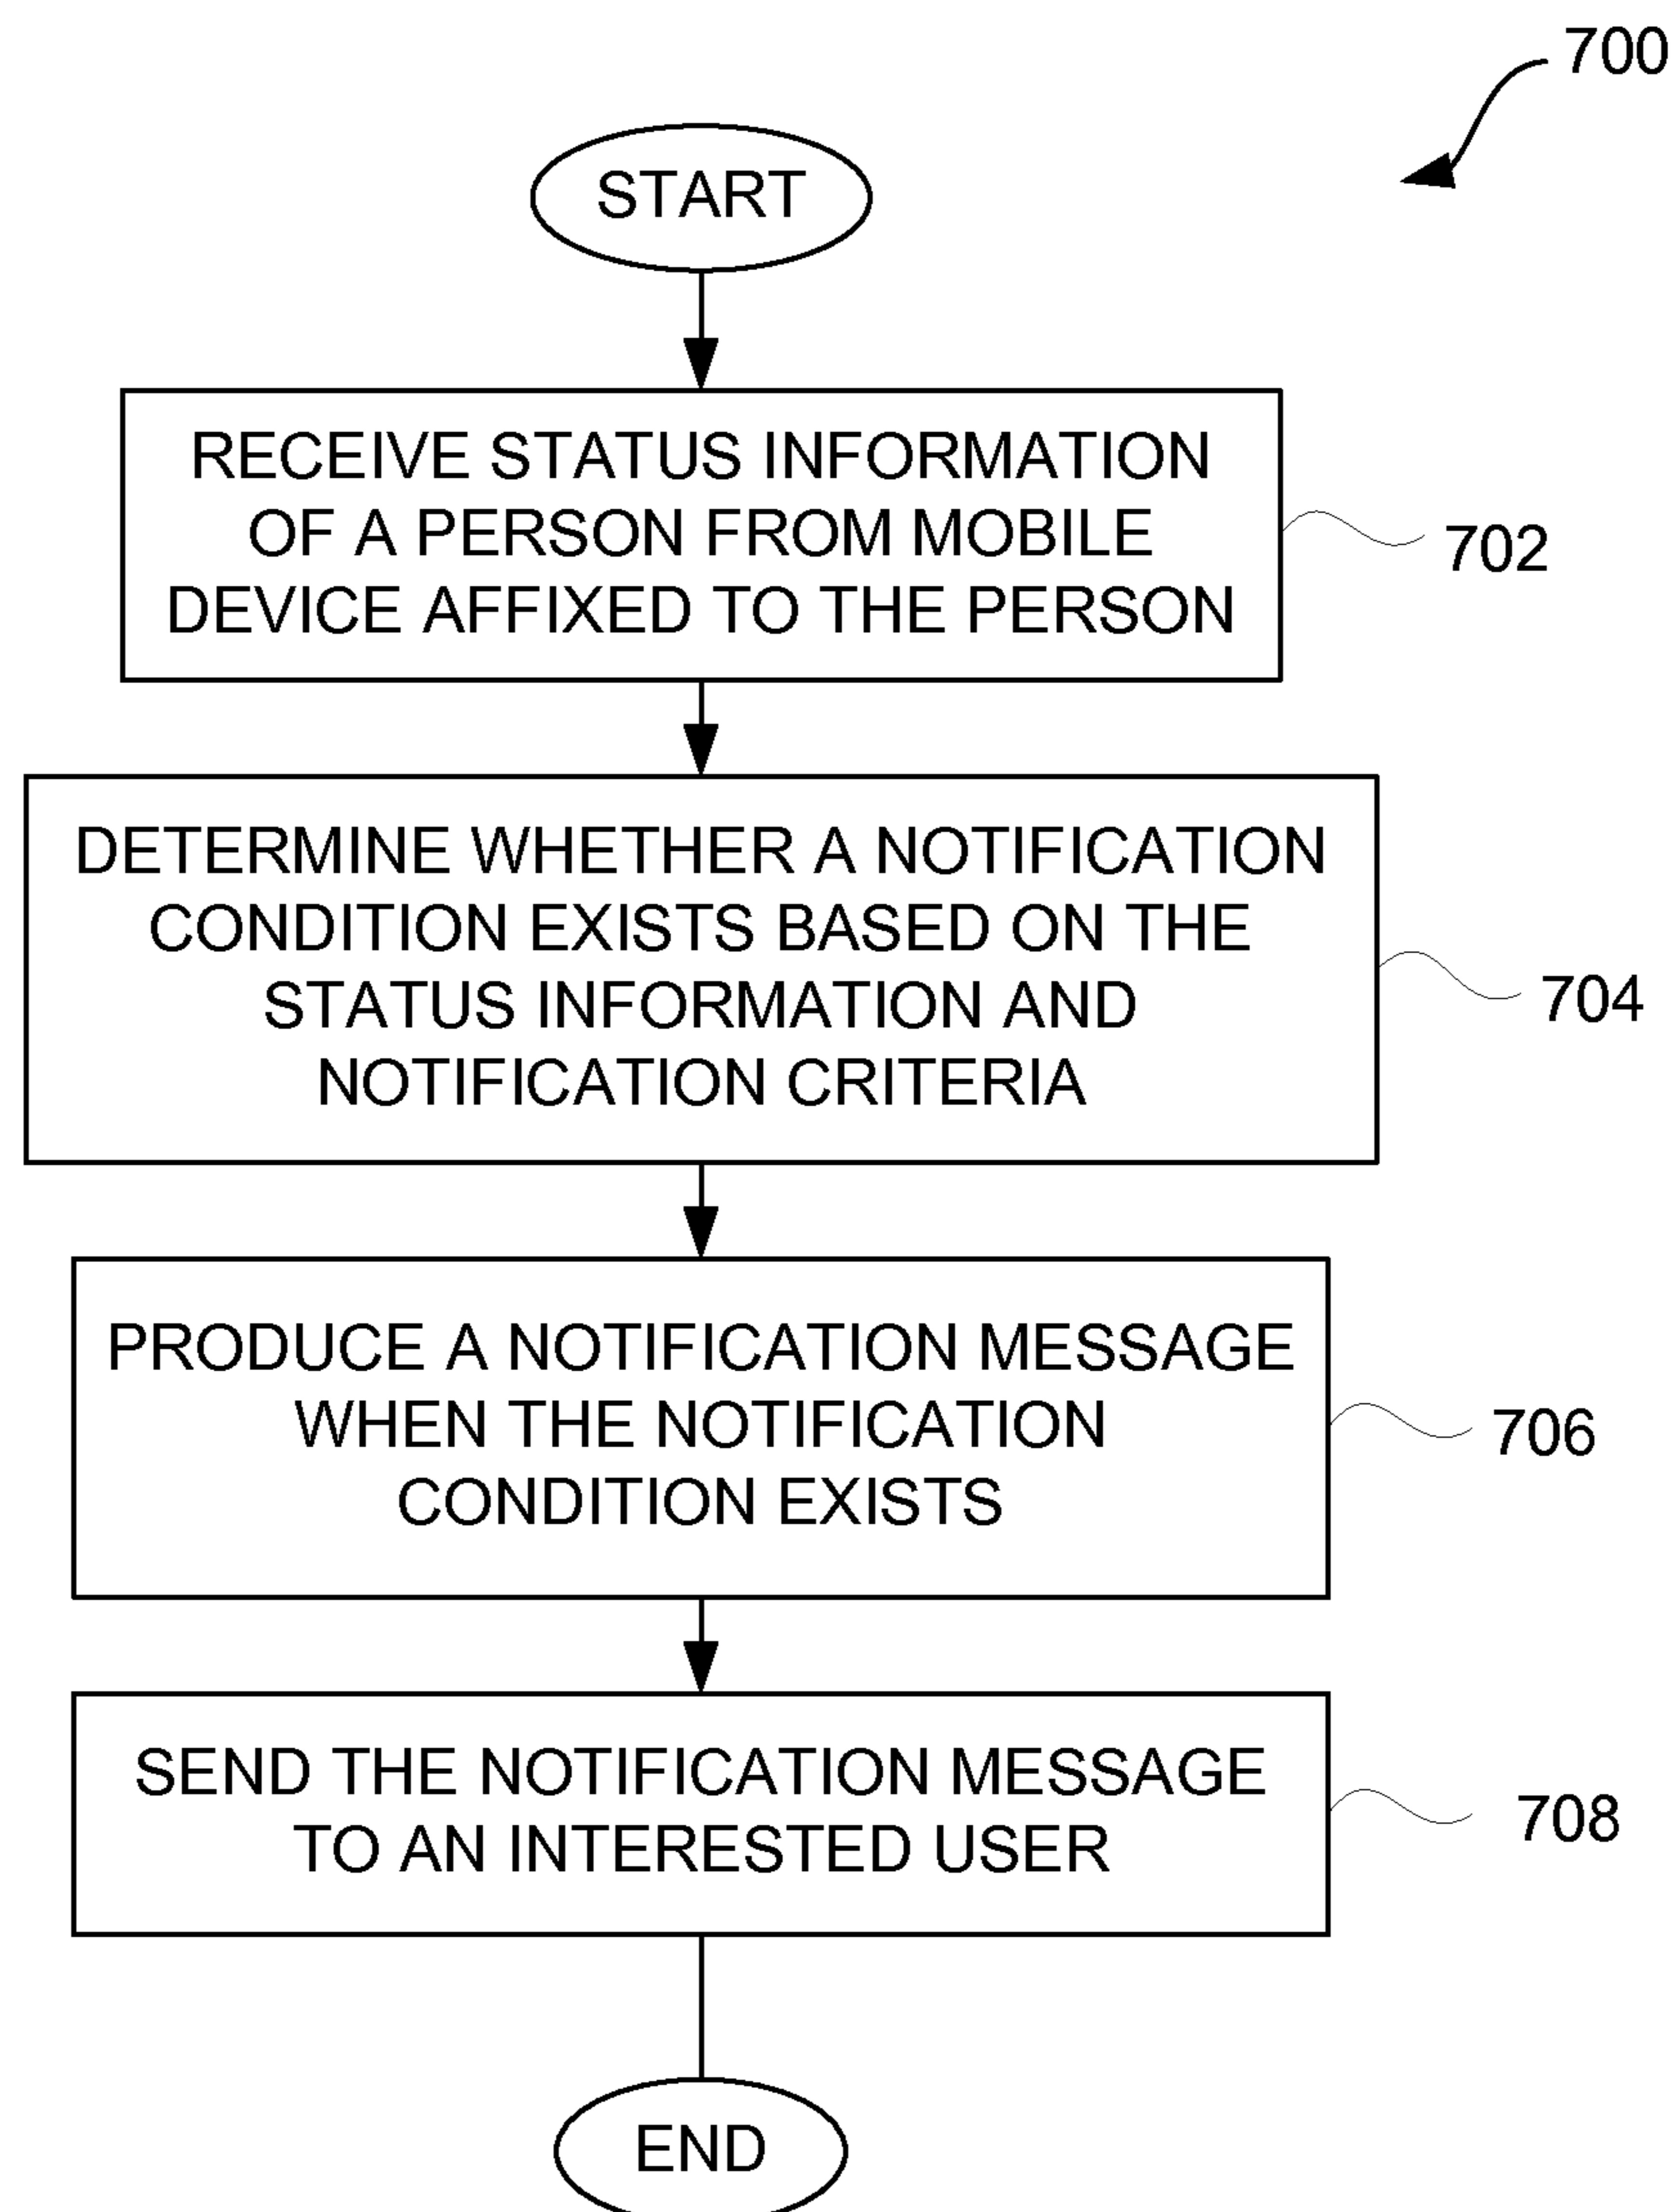 700
START
RECEIVE STATUS INFORMATION
OF A PERSON FROM MOBILE
DEVICE AFFIXED TO THE PERSON
702
DETERMINE WHETHER A NOTIFICATION
CONDITION EXISTS BASED ON THE
STATUS INFORMATION AND
NOTIFICATION CRITERIA
704
PRODUCE A NOTIFICATION MESSAGE
WHEN THE NOTIFICATION
CONDITION EXISTS
706
SEND THE NOTIFICATION MESSAGE
TO AN INTERESTED USER
708
END